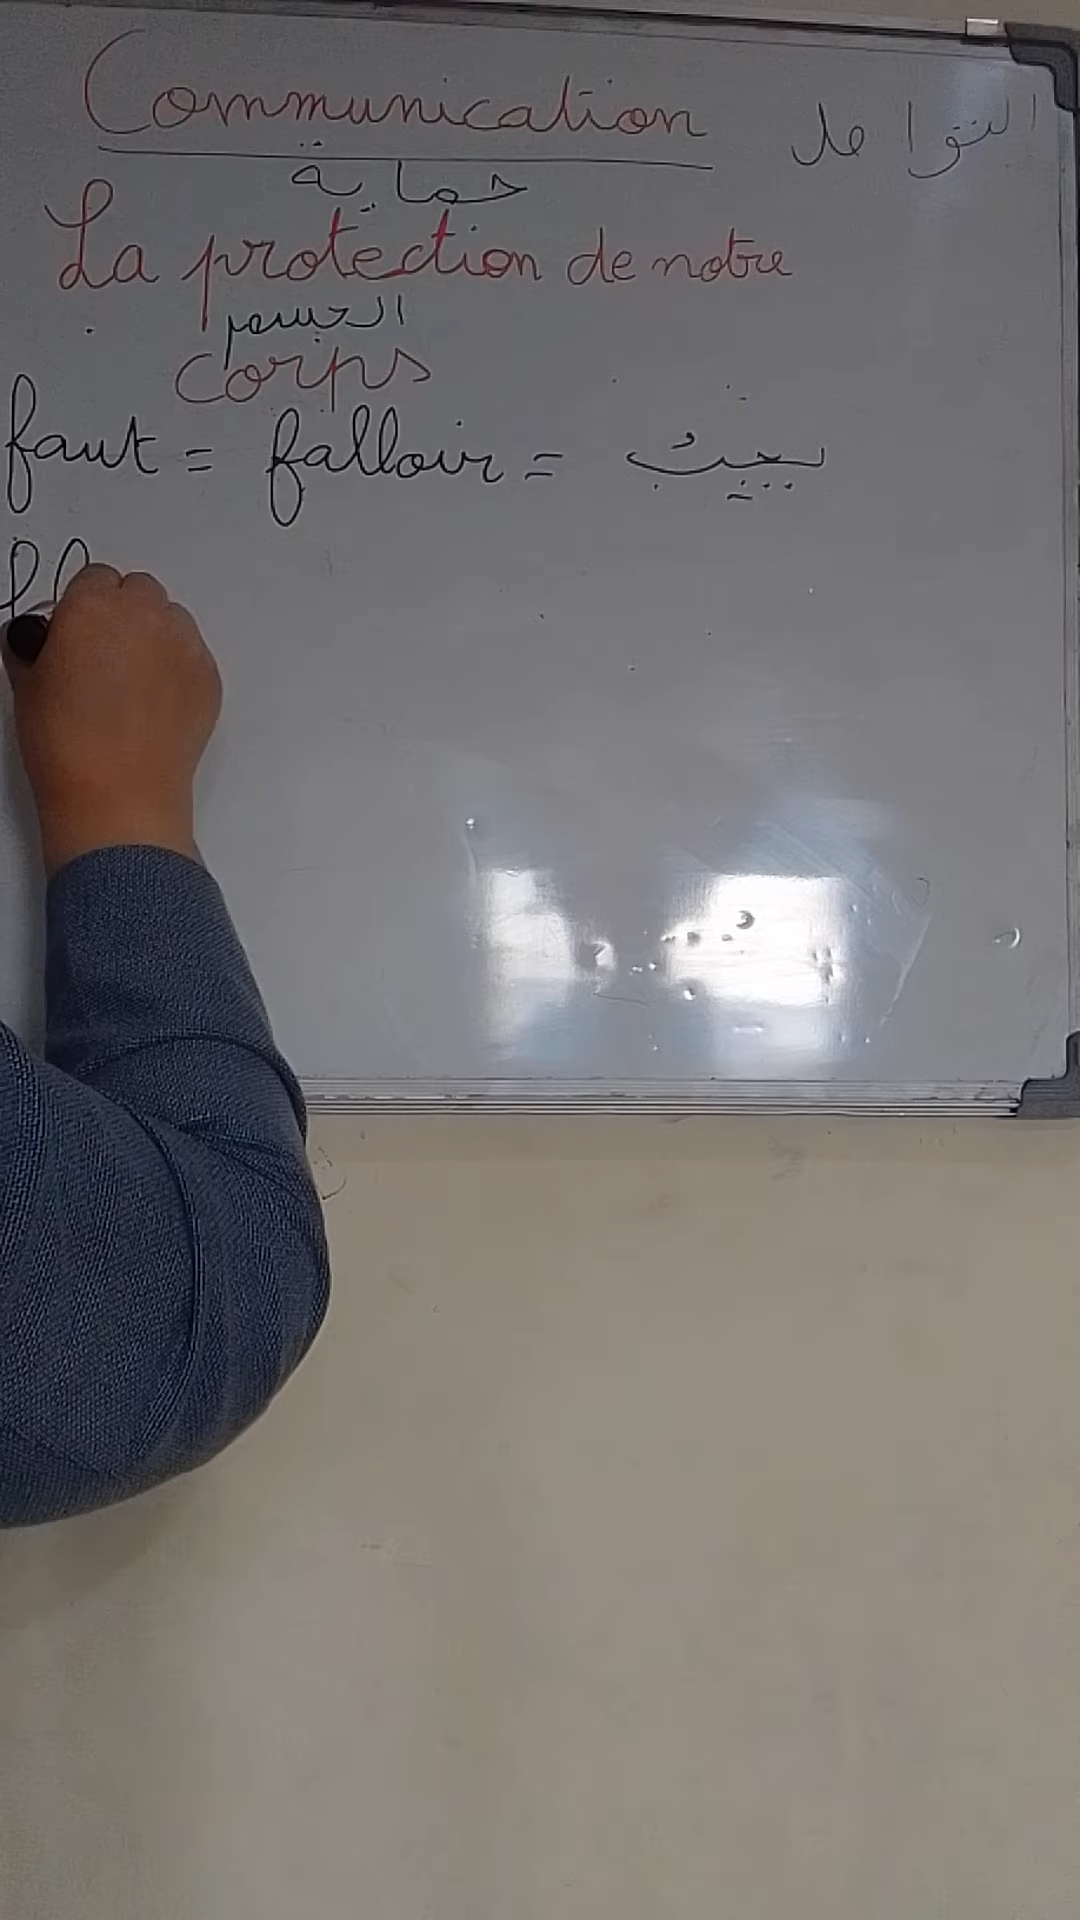 Communication التواصل
حماية
La protection de notre
الجسم
corps
faut = falloir = يجب